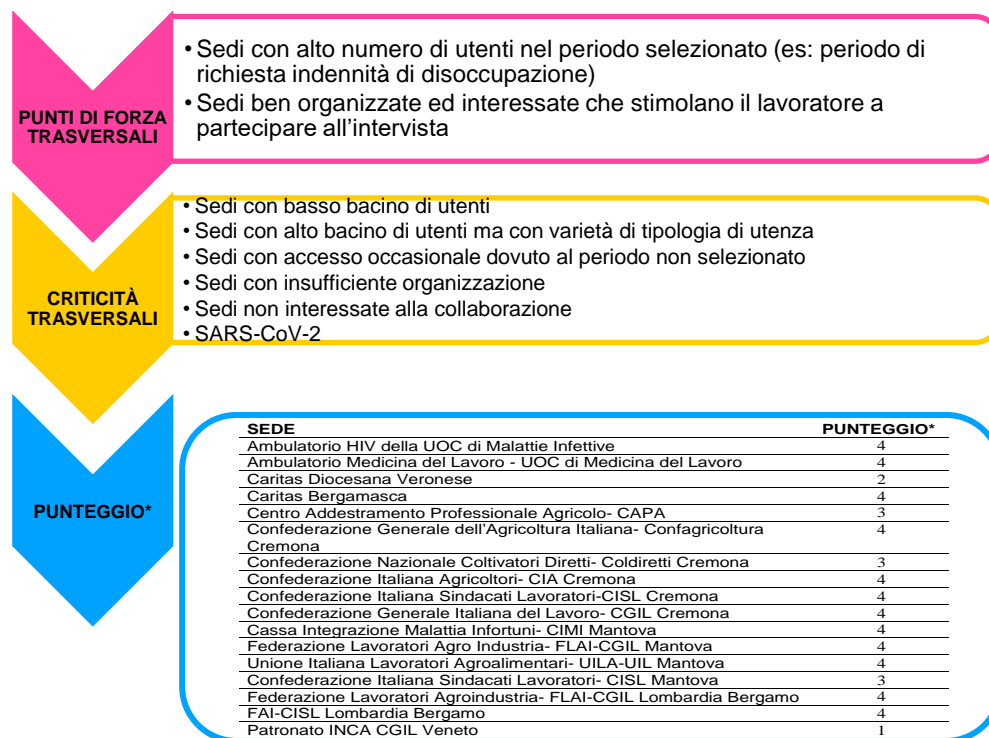 PUNTI DI FORZA
TRASVERSALI
• Sedi con alto numero di utenti nel periodo selezionato (es: periodo di
richiesta indennità di disoccupazione)
• Sedi ben organizzate ed interessate che stimolano il lavoratore a
partecipare all'intervista
CRITICITÀ
TRASVERSALI
• Sedi con basso bacino di utenti
• Sedi con alto bacino di utenti ma con varietà di tipologia di utenza
• Sedi con accesso occasionale dovuto al periodo non selezionato
• Sedi con insufficiente organizzazione
• Sedi non interessate alla collaborazione
• SARS-CoV-2
PUNTEGGIO*
SEDE PUNTEGGIO*
Ambulatorio HIV della UOC di Malattie Infettive 4
Ambulatorio Medicina del Lavoro - UOC di Medicina del Lavoro 4
Caritas Diocesana Veronese 2
Caritas Bergamasca 4
Centro Addestramento Professionale Agricolo- CAPA 3
Confederazione Generale dell'Agricoltura Italiana- Confagricoltura 4
Cremona
Confederazione Nazionale Coltivatori Diretti- Coldiretti Cremona 3
Confederazione Italiana Agricoltori- CIA Cremona 4
Confederazione Italiana Sindacati Lavoratori-CISL Cremona 4
Confederazione Generale Italiana del Lavoro- CGIL Cremona 4
Cassa Integrazione Malattia Infortuni- CIMI Mantova 4
Federazione Lavoratori Agro Industria- FLAI-CGIL Mantova 4
Unione Italiana Lavoratori Agroalimentari- UILA-UIL Mantova 4
Confederazione Italiana Sindacati Lavoratori- CISL Mantova 3
Federazione Lavoratori Agroindustria- FLAI-CGIL Lombardia Bergamo 4
FAI-CISL Lombardia Bergamo 4
Patronato INCA CGIL Veneto 1